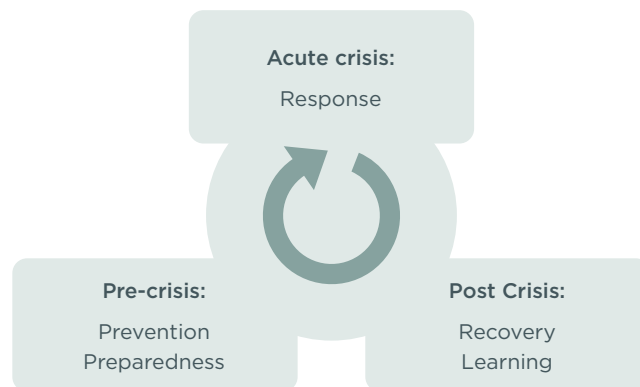 Acute crisis:
Response
Pre-crisis:
Prevention
Preparedness
Post Crisis:
Recovery
Learning